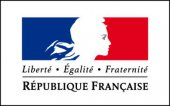 Liberté • Égalité • Fraternité
RÉPUBLIQUE FRANÇAISE